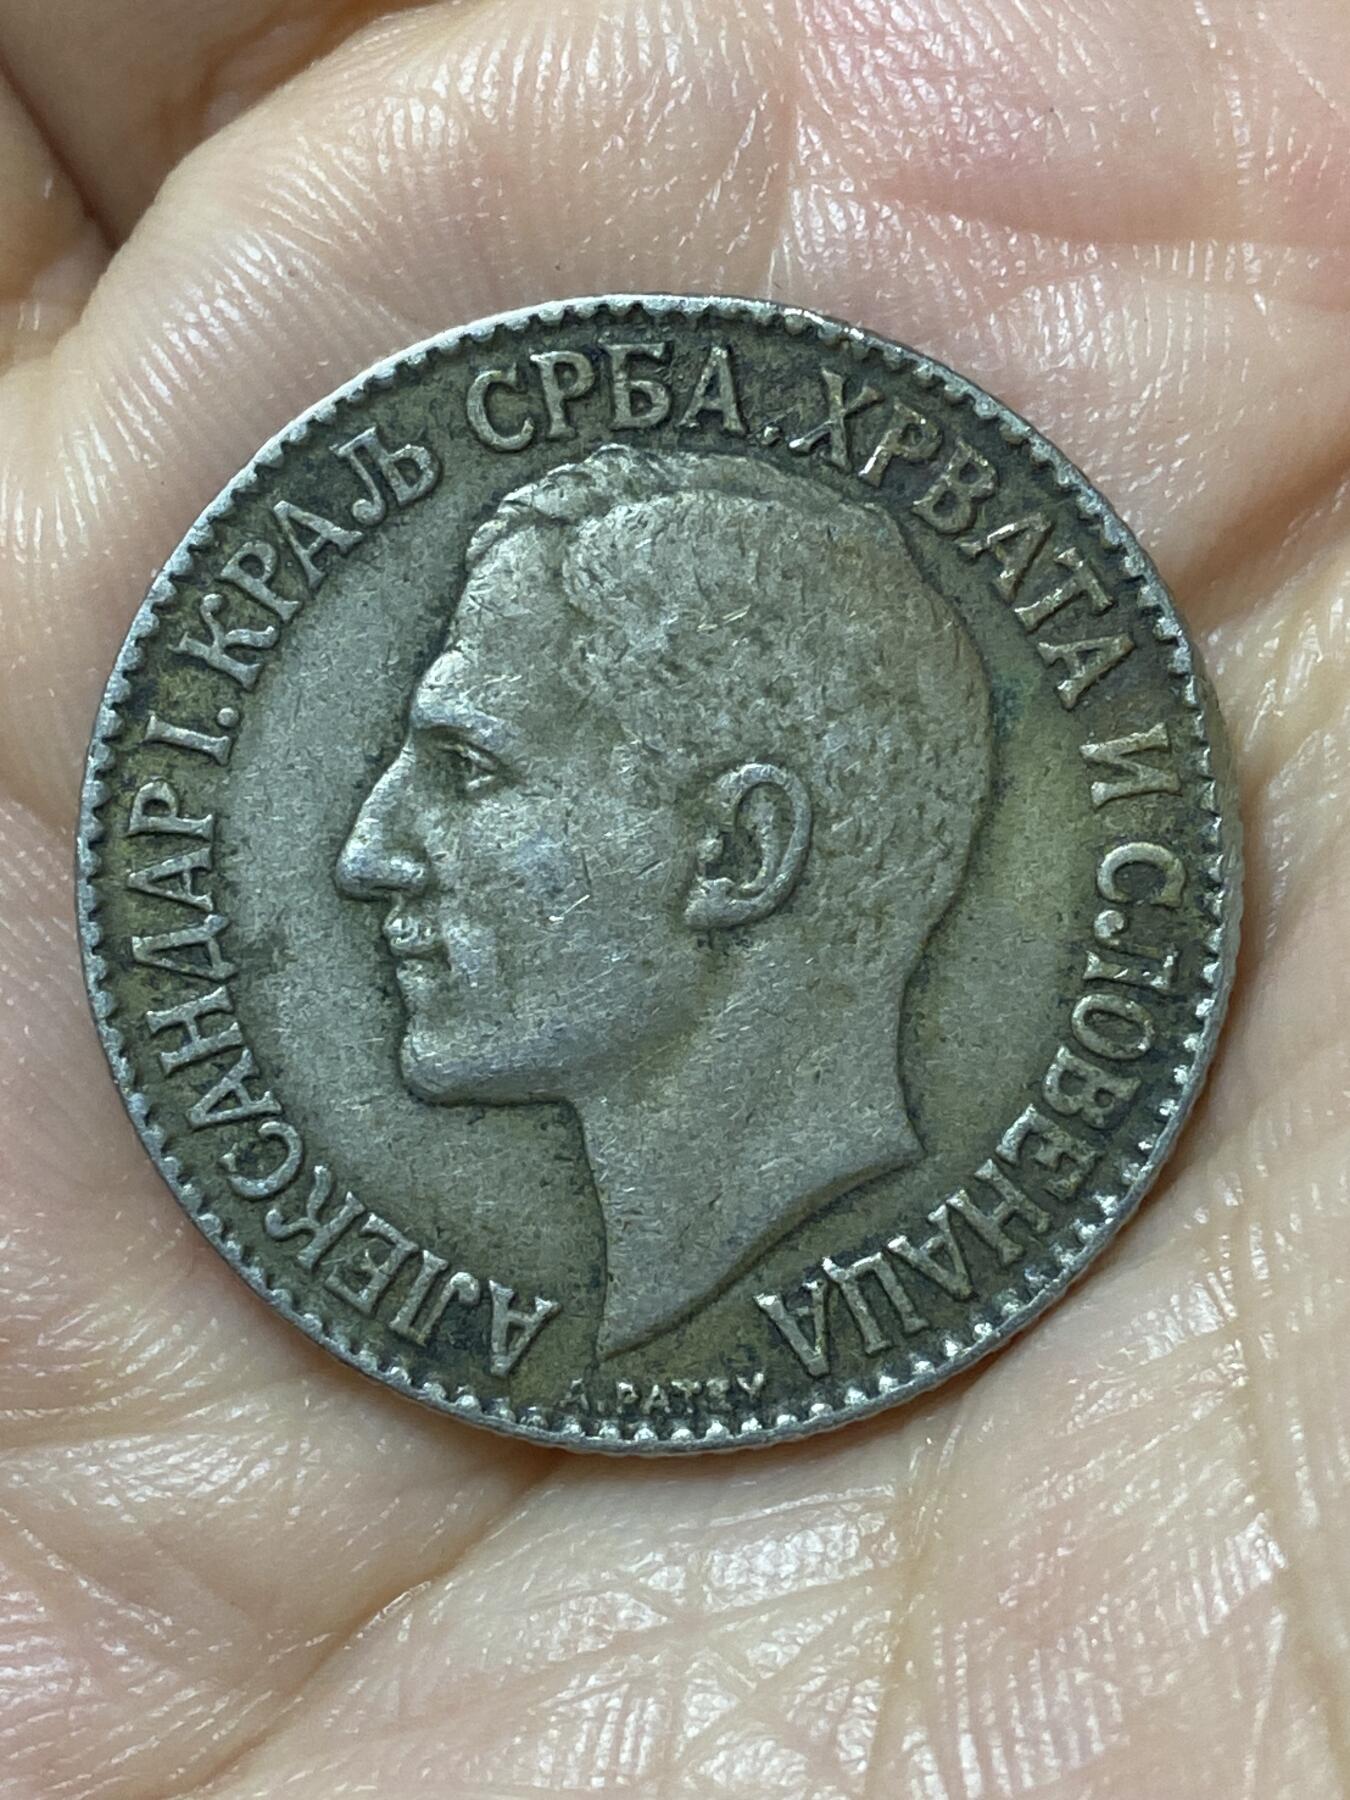 АЛЕКСАНДАР I. КРАЉ СРБА. ХРВАТА И СЛОВЕНАЦА
A. PATEY